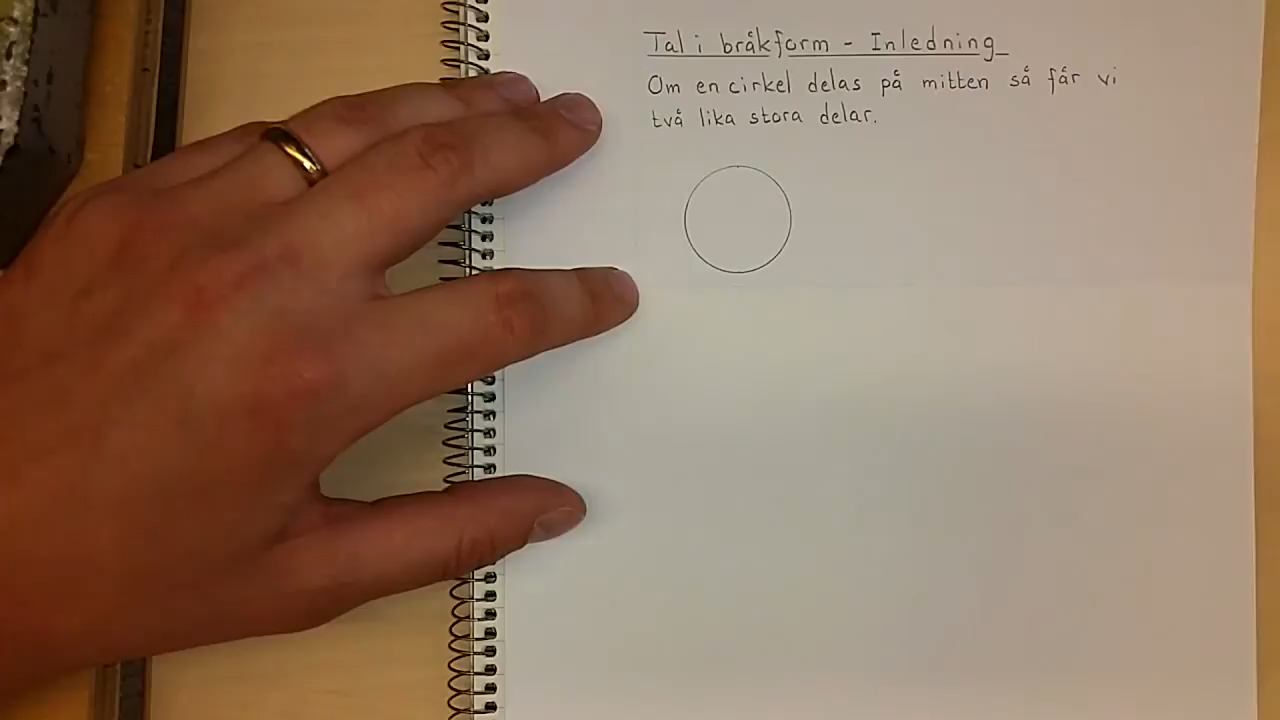 Tal i bråkform - Inledning
Om en cirkel delas på mitten så får vi
två lika stora delar.